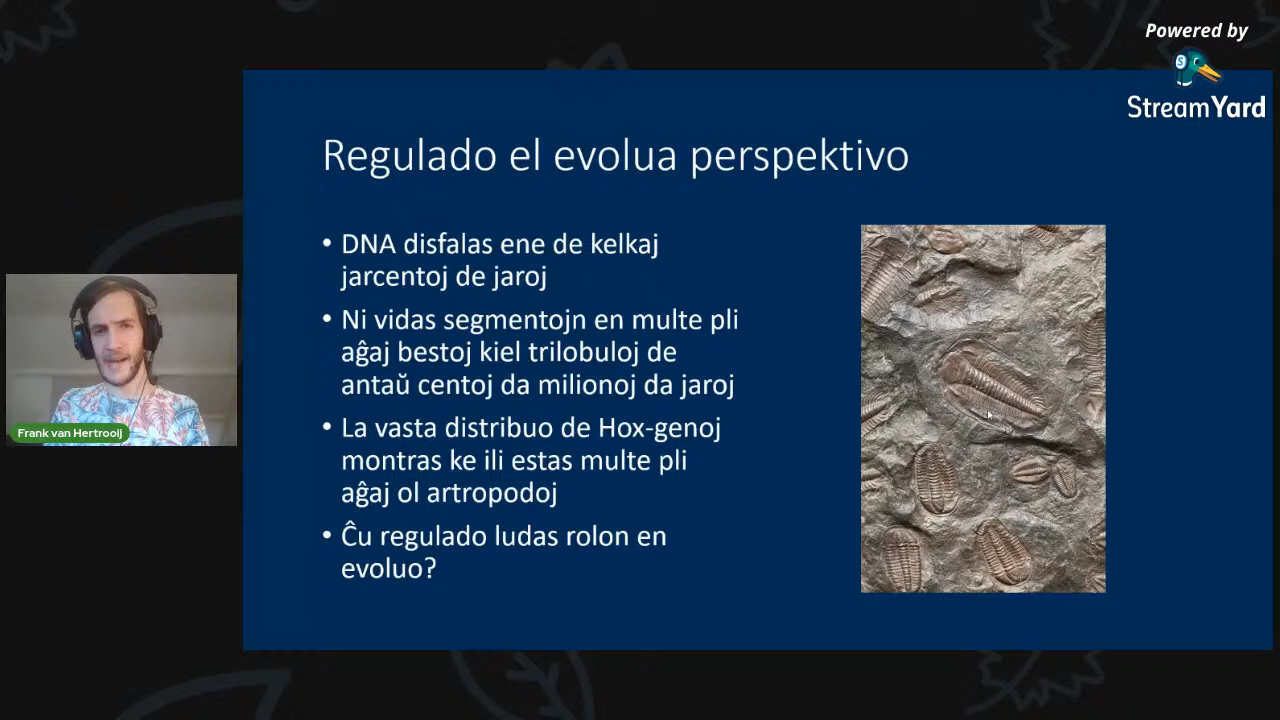 Powered by
StreamYard
Regulado el evolua perspektivo
• DNA disfalas ene de kelkaj
jarcentoj de jaroj
• Ni vidas segmentojn en multe pli
aĝaj bestoj kiel trilobuloj de
antaŭ centoj da milionoj da jaroj
• La vasta distribuo de Hox-genoj
montras ke ili estas multe pli
aĝaj ol artropodoj
• Ĉu regulado ludas rolon en
evoluo?
Frank van Hertrooij